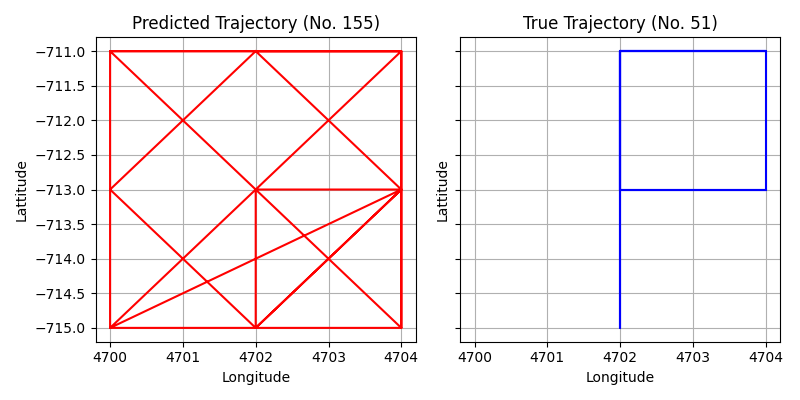 Predicted Trajectory (No. 155)
True Trajectory (No. 51)
−711.0
−711.5
−712.0
−712.5
−713.0
−713.5
−714.0
−714.5
−715.0
Lattitude
Lattitude
4700 4701 4702 4703 4704
4700 4701 4702 4703 4704
Longitude
Longitude